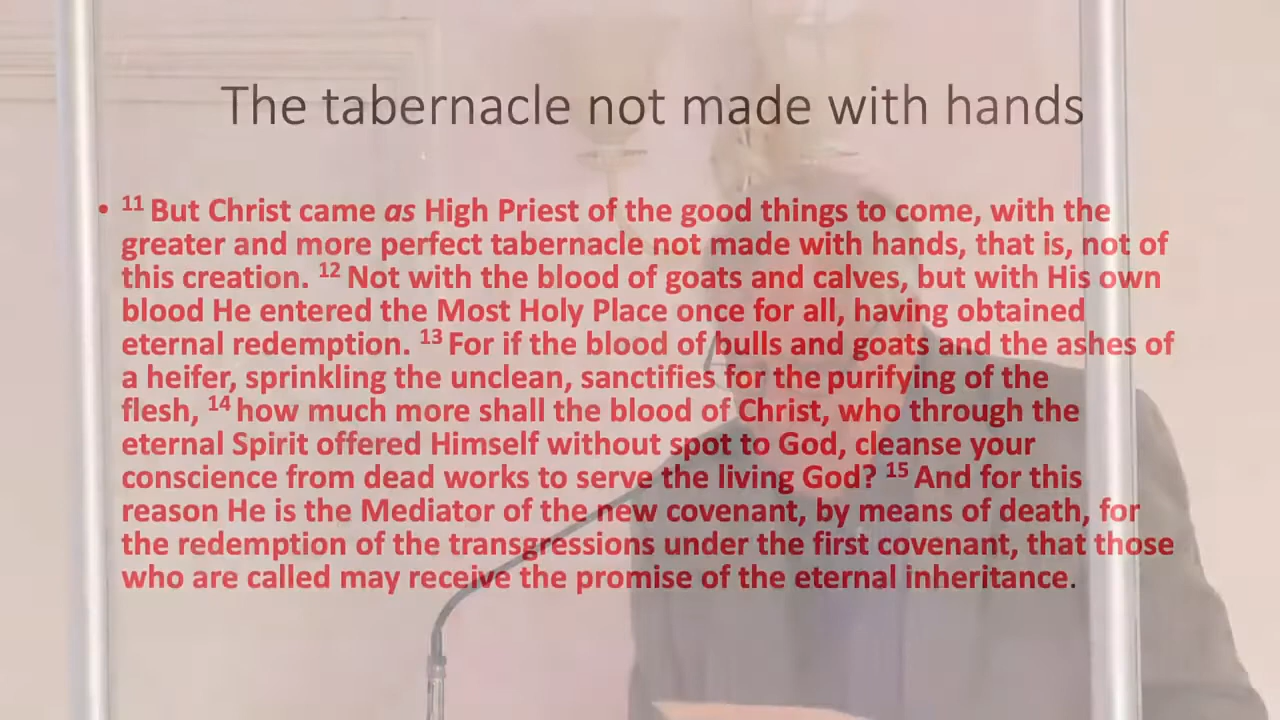 The tabernacle not made with hands
• 11 But Christ came as High Priest of the good things to come, with the
greater and more perfect tabernacle not made with hands, that is, not of
this creation. 12 Not with the blood of goats and calves, but with His own
blood He entered the Most Holy Place once for all, having obtained
eternal redemption. 13 For if the blood of bulls and goats and the ashes of
a heifer, sprinkling the unclean, sanctifies for the purifying of the
flesh, 14 how much more shall the blood of Christ, who through the
eternal Spirit offered Himself without spot to God, cleanse your
conscience from dead works to serve the living God? 15 And for this
reason He is the Mediator of the new covenant, by means of death, for
the redemption of the transgressions under the first covenant, that those
who are called may receive the promise of the eternal inheritance.